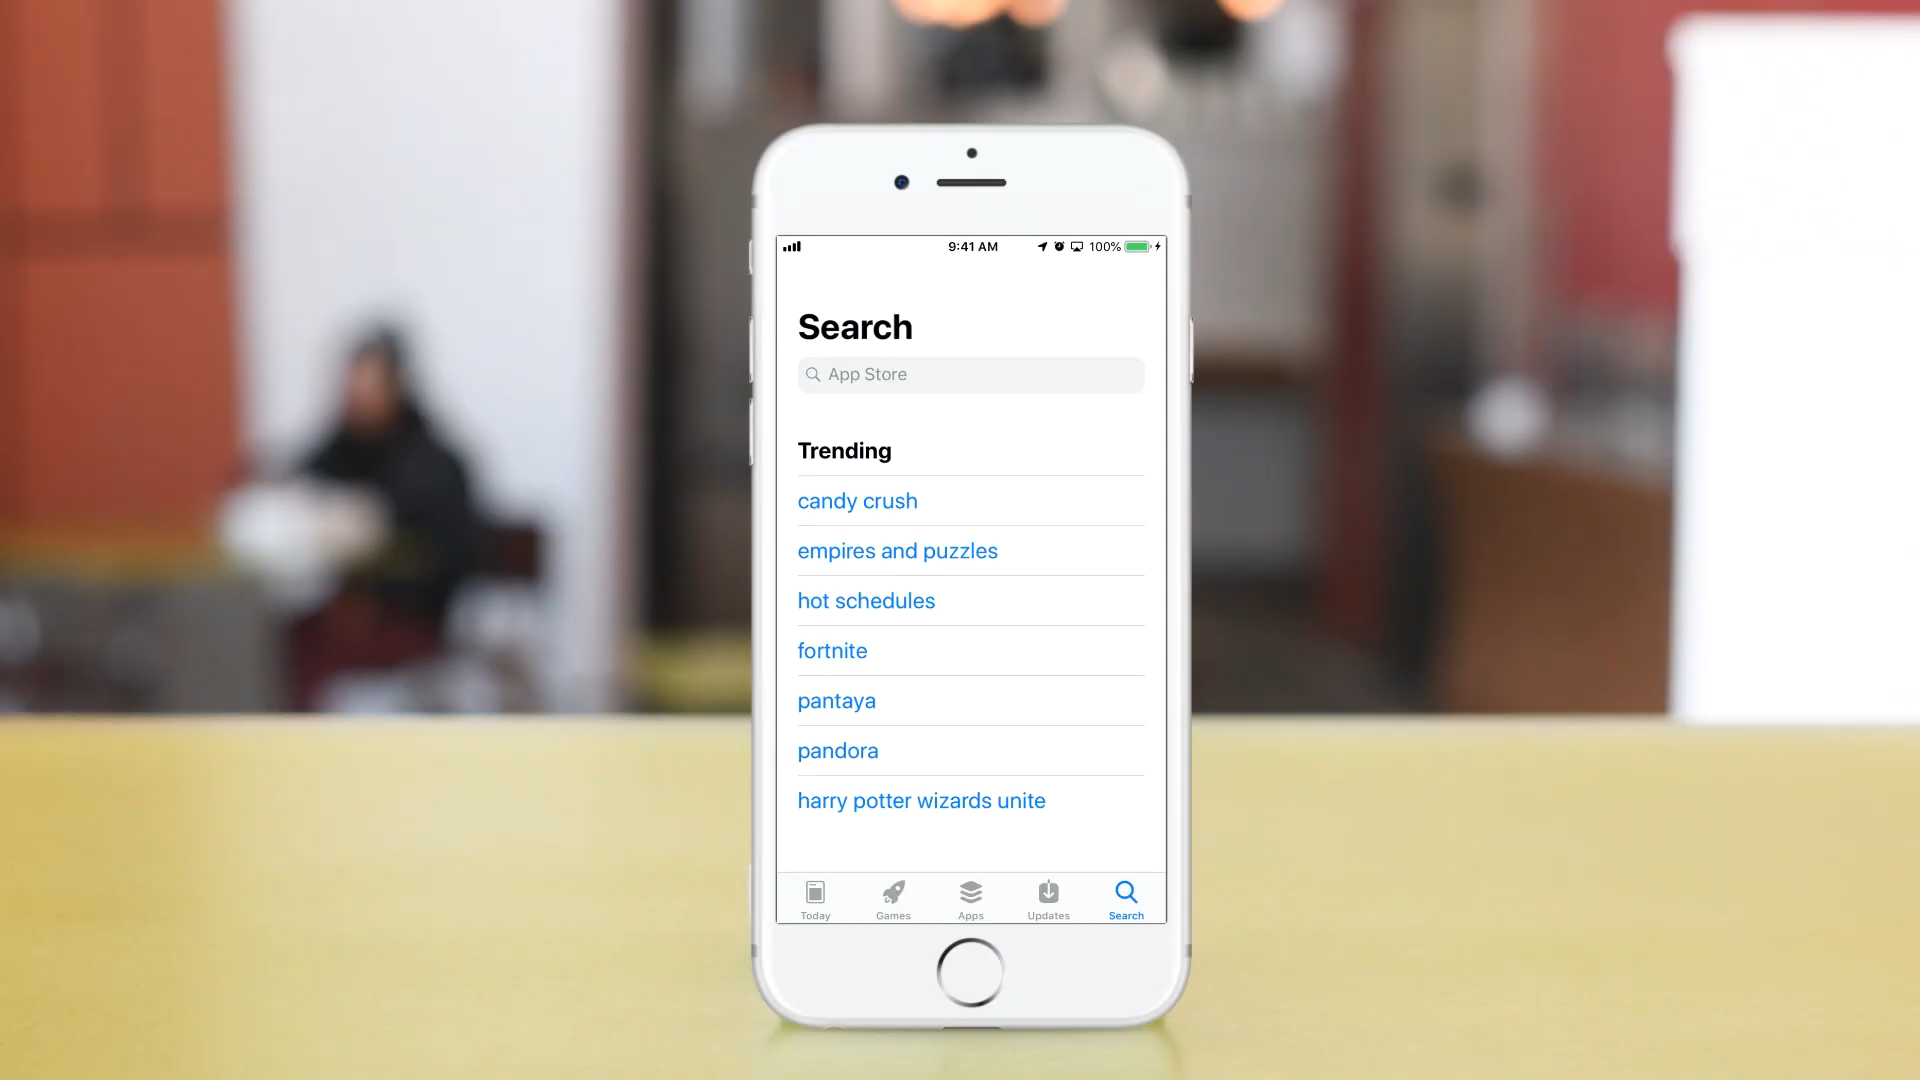 9:41 AM 100%
Search
App Store
Trending
candy crush
empires and puzzles
hot schedules
fortnite
pantaya
pandora
harry potter wizards unite
Today Games Apps Updates Search